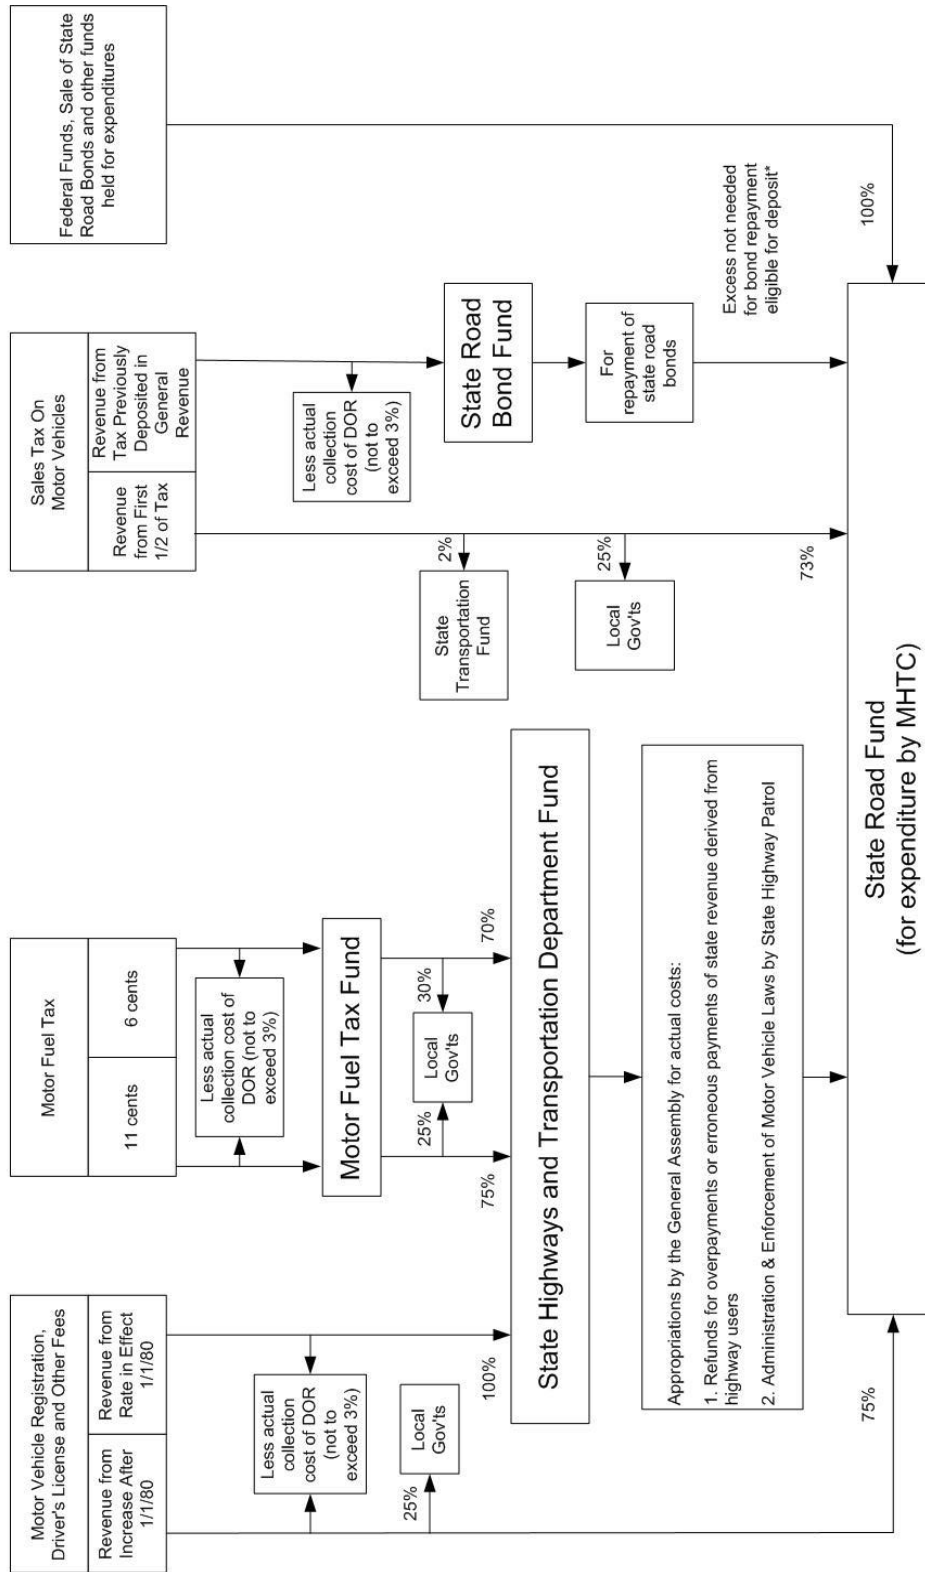 Motor Vehicle Registration,
Driver's License and Other Fees
Revenue from
Increase After
1/1/80
Revenue from
Rate in Effect
1/1/80
Less actual
collection
cost of DOR
(not to
exceed 3%)
25%
Local
Gov'ts
100%
75%
Motor Fuel Tax
11 cents
6 cents
Less actual
collection cost of
DOR (not to
exceed 3%)
Motor Fuel Tax Fund
25%
Local
Gov'ts
30%
75%
70%
State Highways and Transportation Department Fund
Appropriations by the General Assembly for actual costs:
1. Refunds for overpayments or erroneous payments of state revenue derived from
highway users
2. Administration & Enforcement of Motor Vehicle Laws by State Highway Patrol
Sales Tax On
Motor Vehicles
Revenue
from First
1/2 of Tax
Revenue from
Tax Previously
Deposited in
General
Revenue
Less actual
collection
cost of DOR
(not to
exceed 3%)
State
Transportation
Fund
2%
State Road
Bond Fund
Local
Gov'ts
25%
For
repayment of
state road
bonds
73%
Excess not needed
for bond repayment
eligible for deposit*
Federal Funds, Sale of State
Road Bonds and other funds
held for expenditures
100%
State Road Fund
(for expenditure by MHTC)